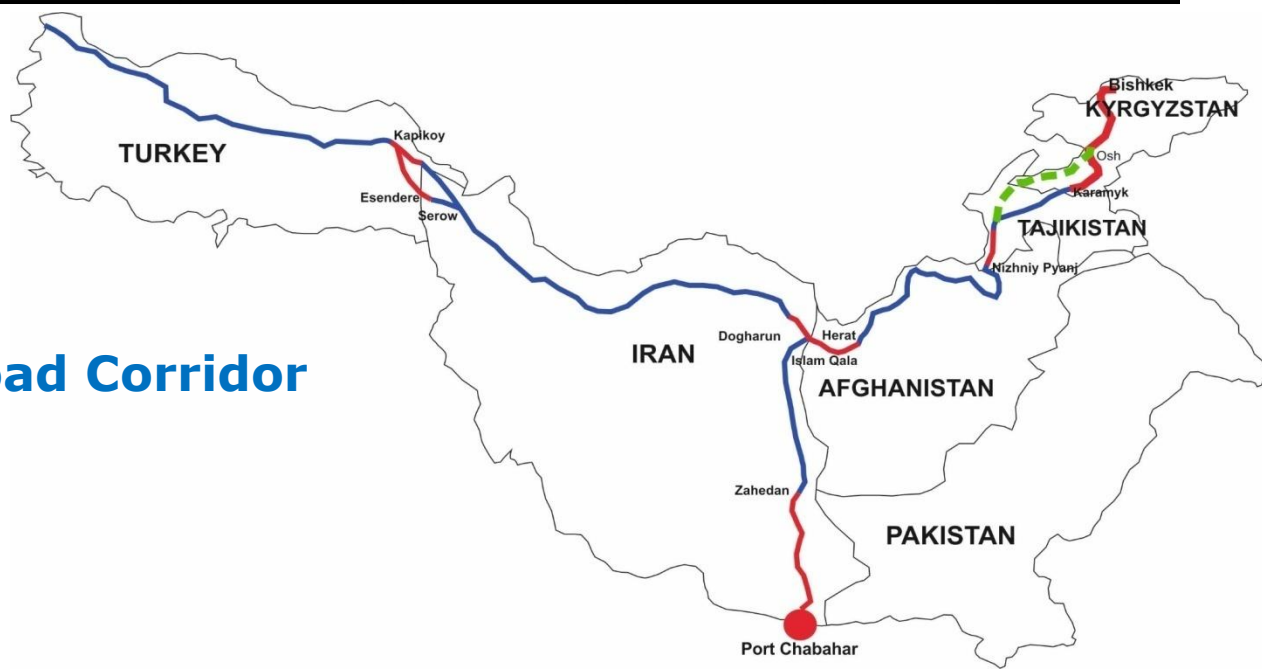 Bishkek
KYRGYZSTAN
Kapikoy
TURKEY
Osh
Esendere
Karamyk
Serow
TAJIKISTAN
Nizhniy Pyanj
Dogharun
Herat
IRAN
Islam Qala
ad Corridor
AFGHANISTAN
Zahedan
PAKISTAN
Port Chabahar